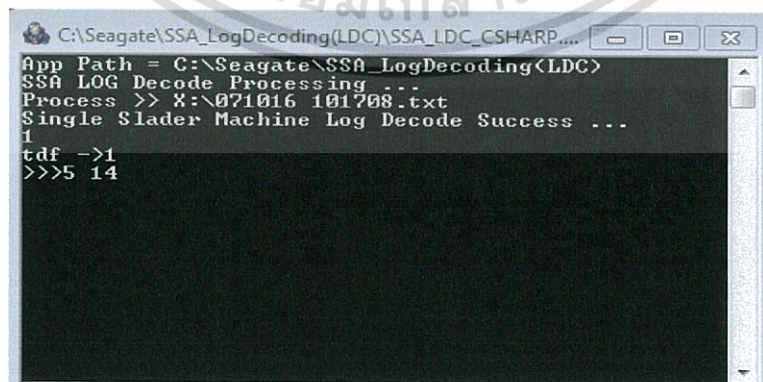 C:\Seagate\SSA_LogDecoding(LDC)\SSA_LDC_CSHARP....
App Path = C:\Seagate\SSA_LogDecoding(LDC)
SSA LOG Decode Processing ...
Process >> X:\071016 101708.txt
Single Slader Machine Log Decode Success ...
1
tdf ->1
>>>5 14